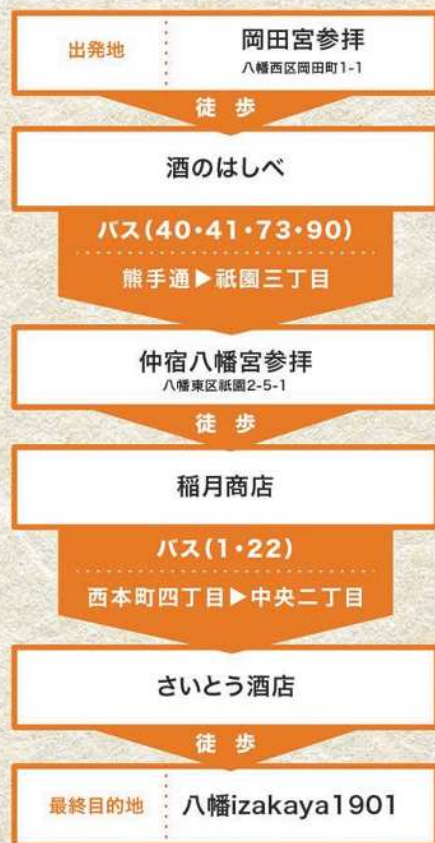 出発地
岡田宮参拝
八幡西区岡田町1-1
徒歩
酒のはしべ
バス(40・41・73・90)
熊手通▶祇園三丁目
仲宿八幡宮参拝
八幡東区祇園2-5-1
徒歩
稲月商店
バス(1・22)
西本町四丁目▶中央二丁目
さいとう酒店
徒歩
最終目的地
八幡izakaya1901